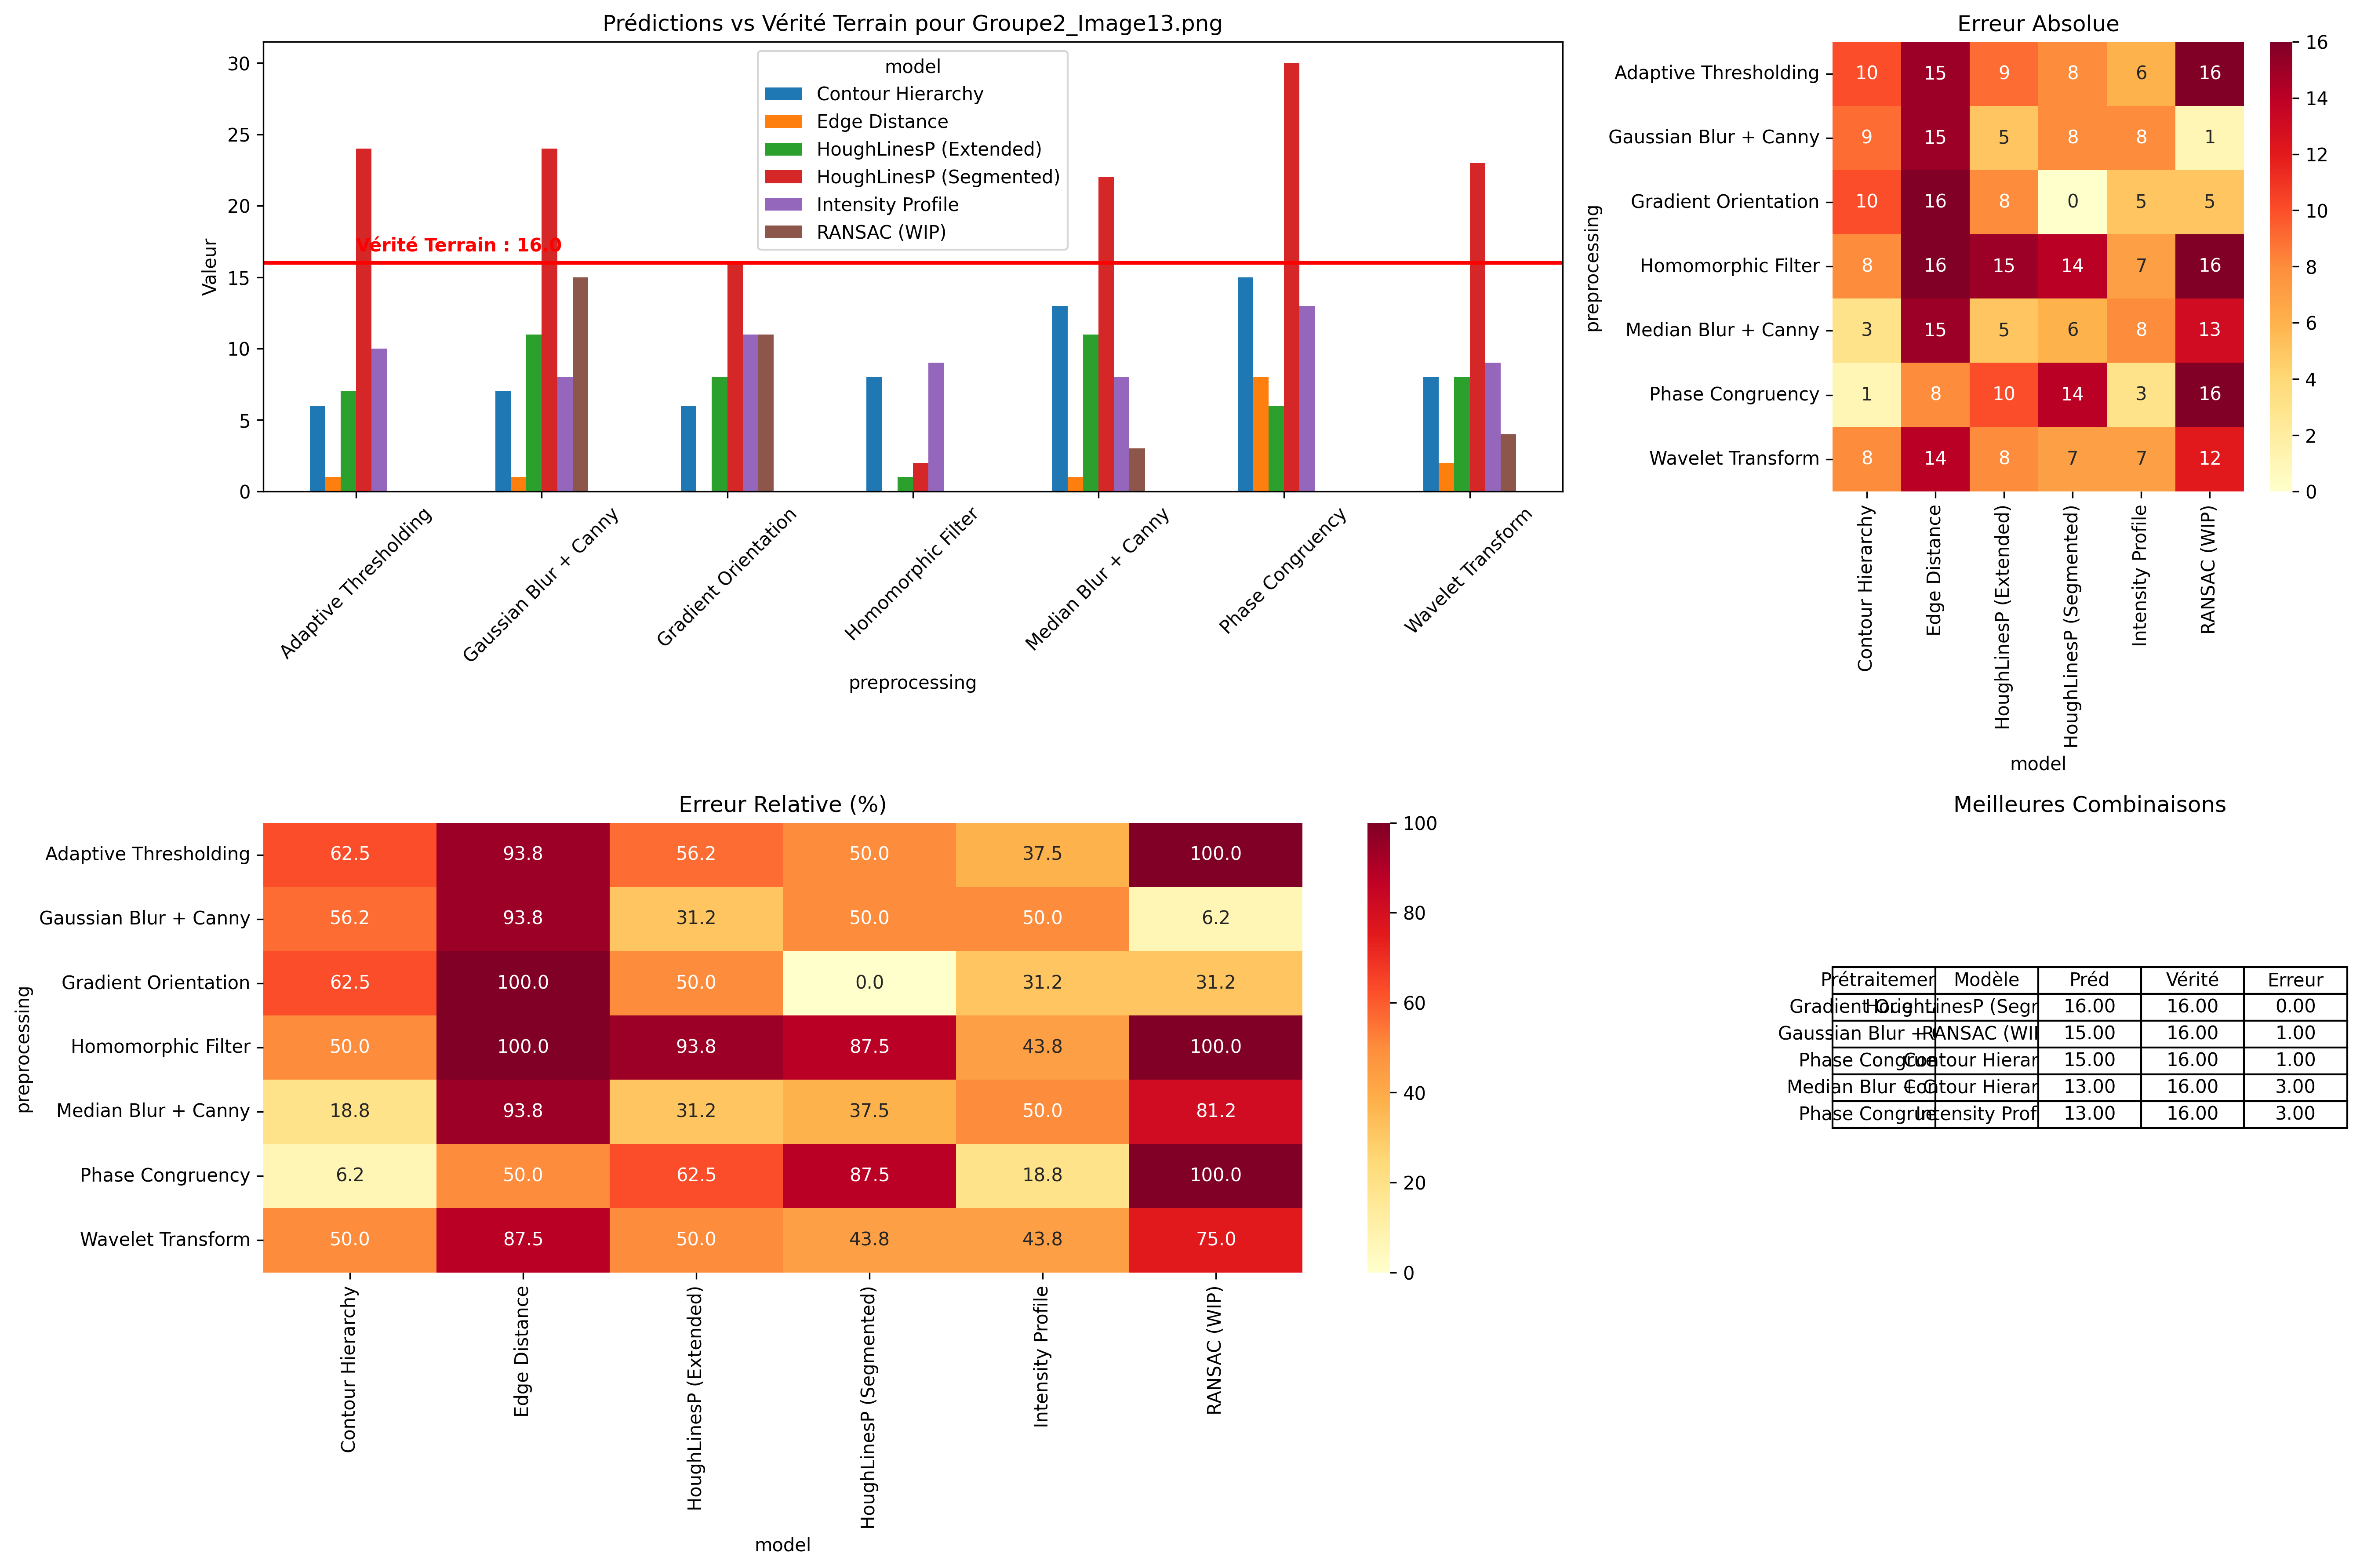 Prédictions vs Vérité Terrain pour Groupe2_Image13.png
Valeur
30
25
20
15
10
5
0
model
Contour Hierarchy
Edge Distance
HoughLinesP (Extended)
HoughLinesP (Segmented)
Intensity Profile
RANSAC (WIP)
Vérité Terrain : 16.0
Adaptive Thresholding
Gaussian Blur + Canny
Gradient Orientation
Homomorphic Filter
Median Blur + Canny
Phase Congruency
Wavelet Transform
preprocessing
Erreur Absolue
preprocessing
Adaptive Thresholding 10 15 9 8 6 16
Gaussian Blur + Canny 9 15 5 8 8 1
Gradient Orientation 10 16 8 0 5 5
Homomorphic Filter 8 16 15 14 7 16
Median Blur + Canny 3 15 5 6 8 13
Phase Congruency 1 8 10 14 3 16
Wavelet Transform 8 14 8 7 7 12
16
14
12
10
8
6
4
2
0
Contour Hierarchy
Edge Distance
HoughLinesP (Extended)
HoughLinesP (Segmented)
Intensity Profile
RANSAC (WIP)
model
Erreur Relative (%)
preprocessing
Adaptive Thresholding 62.5 93.8 56.2 50.0 37.5 100.0
Gaussian Blur + Canny 56.2 93.8 31.2 50.0 50.0 6.2
Gradient Orientation 62.5 100.0 50.0 0.0 31.2 31.2
Homomorphic Filter 50.0 100.0 93.8 87.5 43.8 100.0
Median Blur + Canny 18.8 93.8 31.2 37.5 50.0 81.2
Phase Congruency 6.2 50.0 62.5 87.5 18.8 100.0
Wavelet Transform 50.0 87.5 50.0 43.8 43.8 75.0
100
80
60
40
20
0
Contour Hierarchy
Edge Distance
HoughLinesP (Extended)
HoughLinesP (Segmented)
Intensity Profile
RANSAC (WIP)
model
Meilleures Combinaisons
Modèle Préd Vérité Erreur
Gradient 16.00 16.00 0.00
Gaussian Blur + RANSAC 15.00 16.00 1.00
Phase 15.00 16.00 1.00
Median Blur 13.00 16.00 3.00
Phase 13.00 16.00 3.00